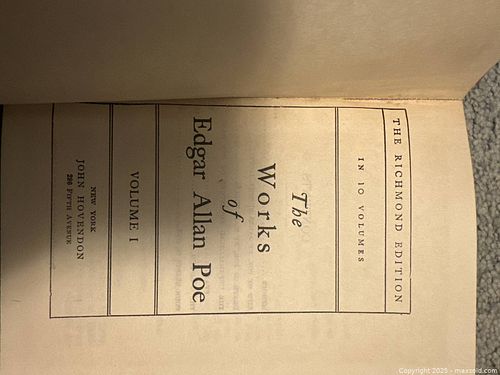 THE RICHMOND EDITION
IN 10 VOLUMES
The
Works
of
Edgar Allan Poe
VOLUME I
NEW YORK
JOHN HOVENDON
296 FIFTH AVENUE
Copyright 2025 - maxsold.com